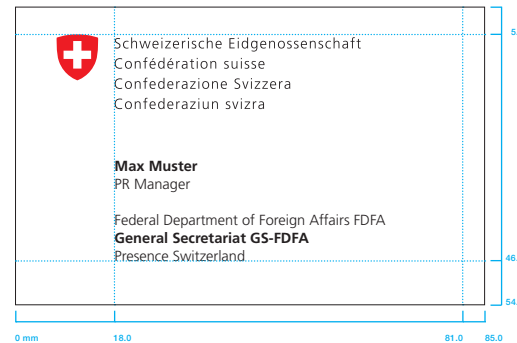 Schweizerische Eidgenossenschaft
Confédération suisse
Confederazione Svizzera
Confederaziun svizra
Max Muster
PR Manager
Federal Department of Foreign Affairs FDFA
General Secretariat GS-FDFA
Presence Switzerland
5.
46.
54.
0 mm 18.0 81.0 85.0